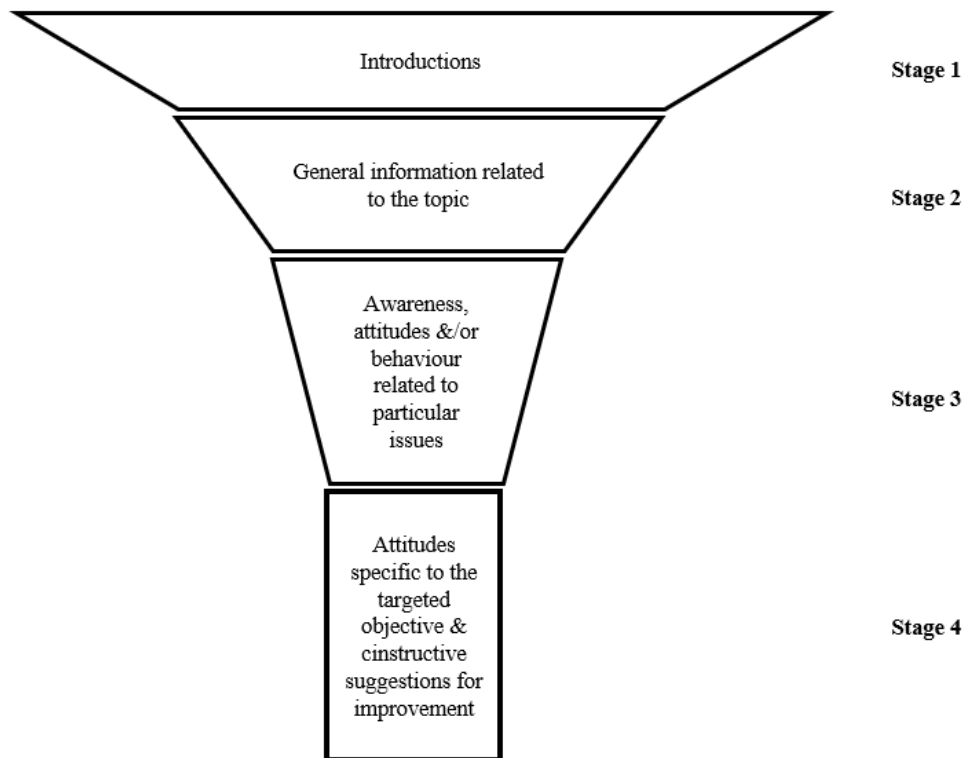 Introductions
Stage 1
General information related
to the topic
Stage 2
Awareness,
attitudes &/or
behaviour
related to
particular
issues
Stage 3
Attitudes
specific to the
targeted
objective &
cinstructive
suggestions for
improvement
Stage 4